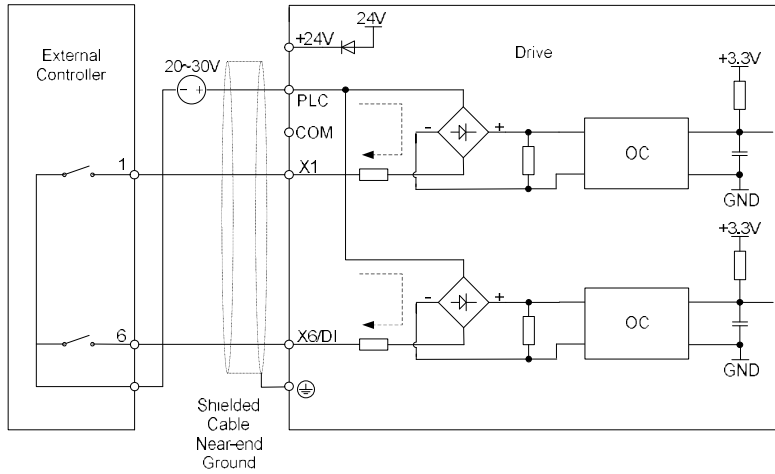 External
Controller
20~30V
- +
+24V
24V
Drive
PLC
COM
1
X1
- +
OC
+3.3V
GND
6
X6/DI
- +
OC
+3.3V
GND
Shielded
Cable
Near-end
Ground